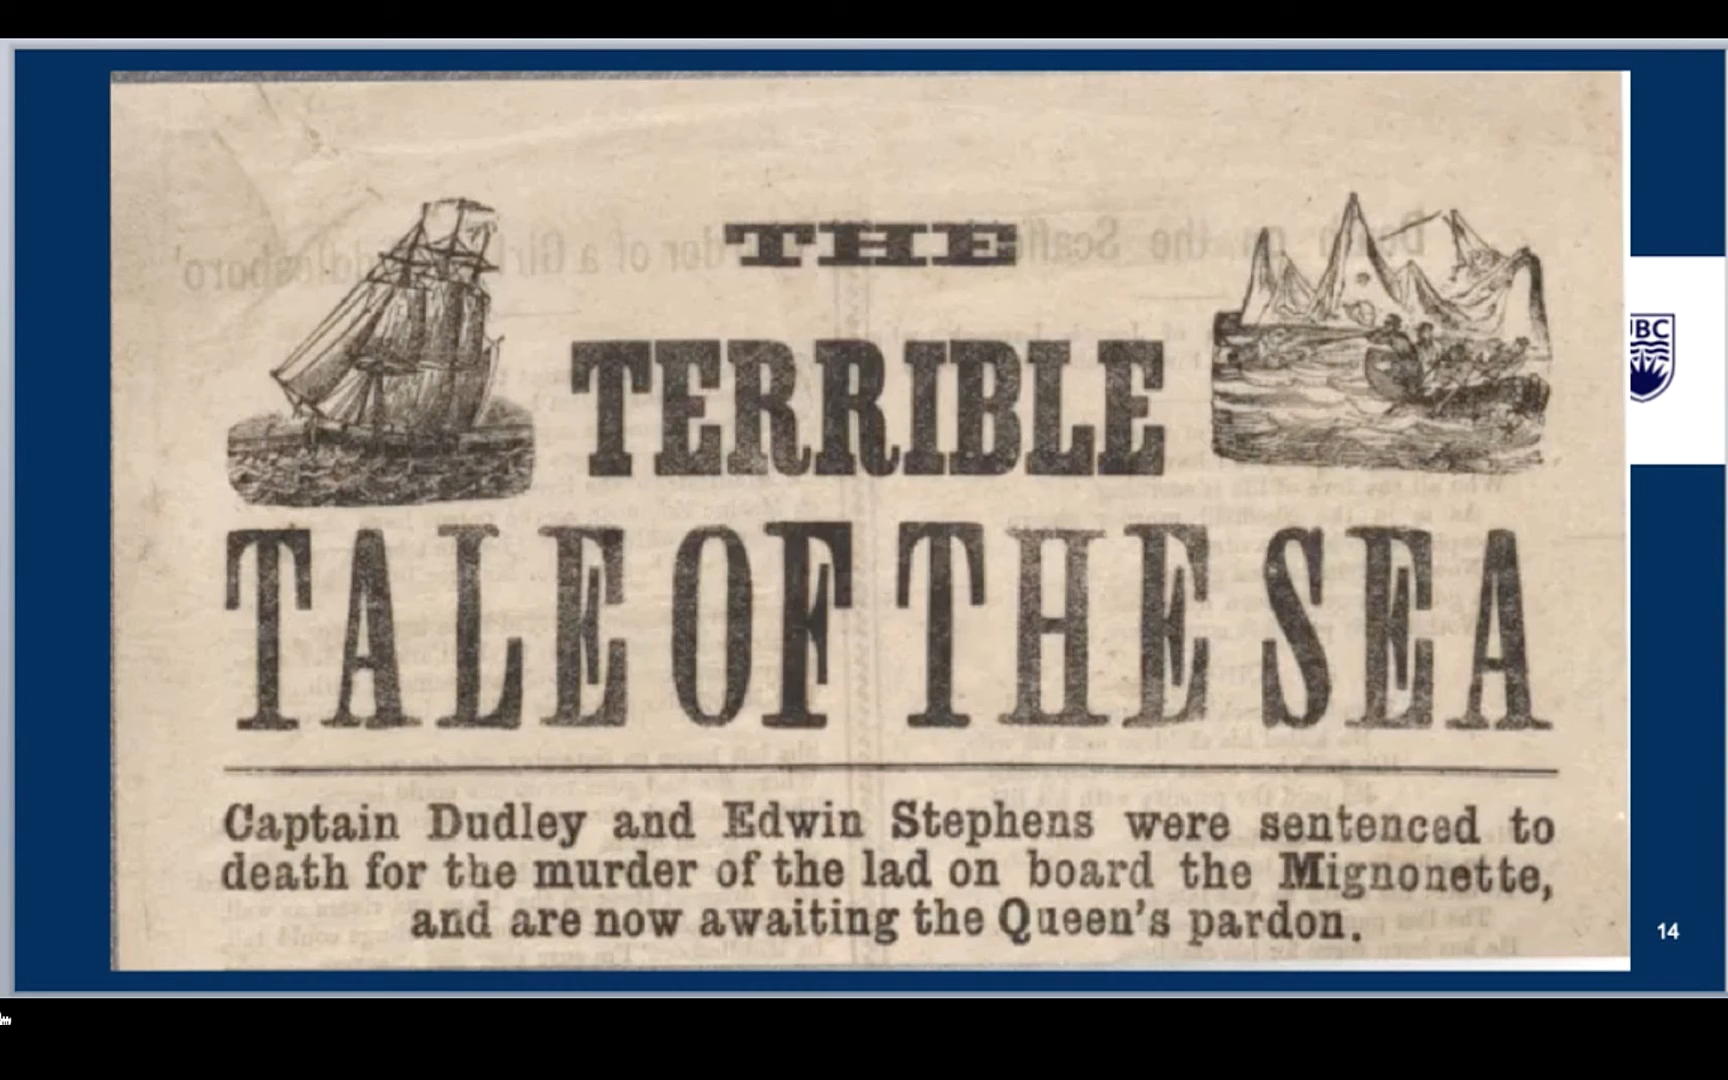 THE
TERRIBLE
TALE OF THE SEA
Captain Dudley and Edwin Stephens were sentenced to
death for the murder of the lad on board the Mignonette,
and are now awaiting the Queen's pardon.
UBC
14